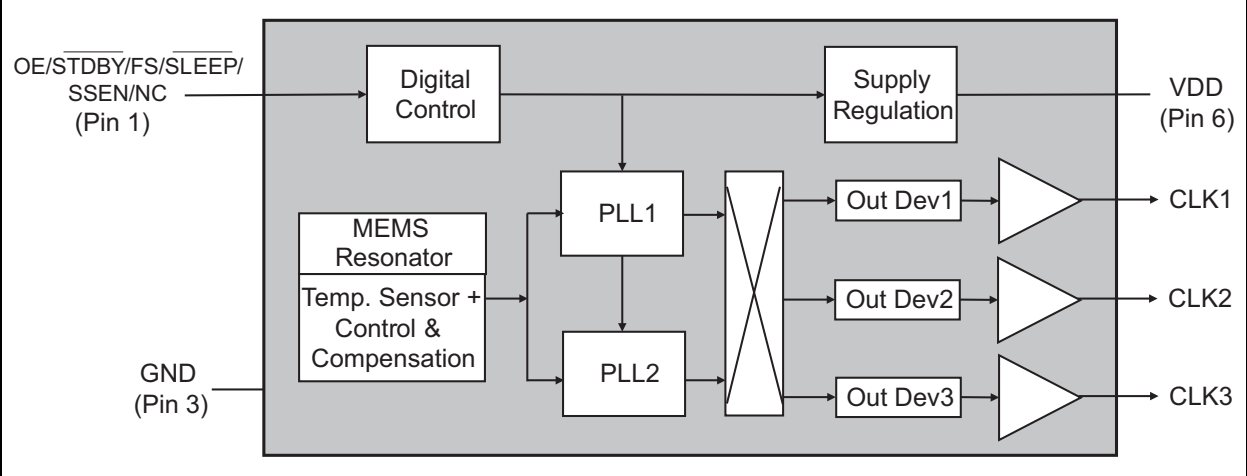 OE/STDBY/FS/SLEEP/
SSEN/NC
(Pin 1)
Digital
Control
Supply
Regulation
VDD
(Pin 6)
MEMS
Resonator
Temp. Sensor +
Control &
Compensation
PLL1
PLL2
Out Dev1
Out Dev2
Out Dev3
CLK1
CLK2
CLK3
GND
(Pin 3)